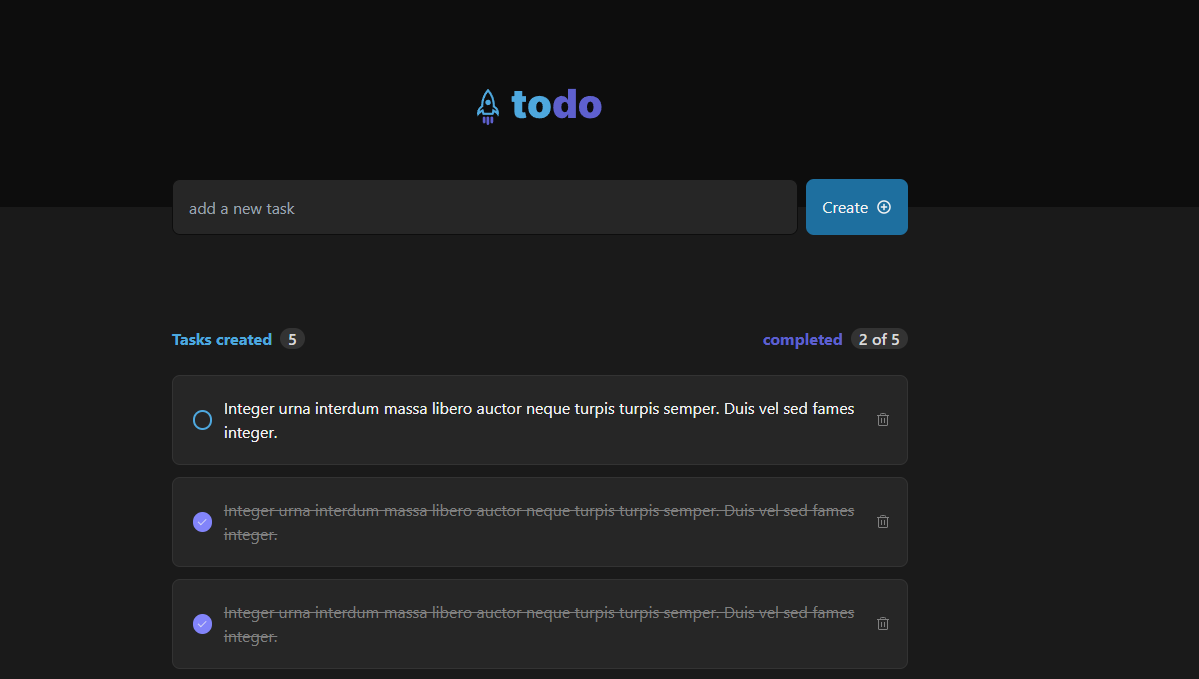 todo
add a new task
Create
Tasks created 5
completed 2 of 5
Integer urna interdum massa libero auctor neque turpis turpis semper. Duis vel sed fames
integer.
Integer urna interdum massa libero auctor neque turpis turpis semper. Duis vel sed fames
integer.
Integer urna interdum massa libero auctor neque turpis turpis semper. Duis vel sed fames
integer.